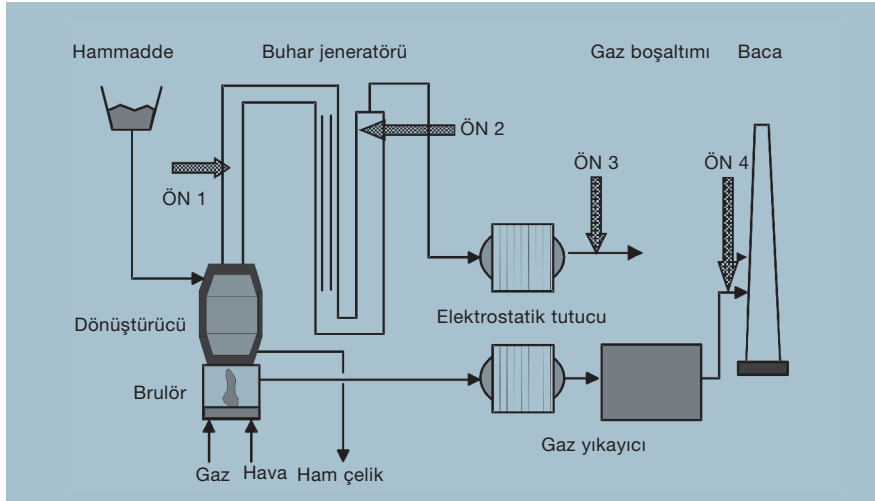 Hammadde
Buhar jeneratörü
Gaz boşaltımı
Baca
ÖN 2
ÖN 1
ÖN 3
ÖN 4
Dönüştürücü
Elektrostatik tutucu
Brulör
Gaz yıkayıcı
Gaz
Hava
Ham çelik